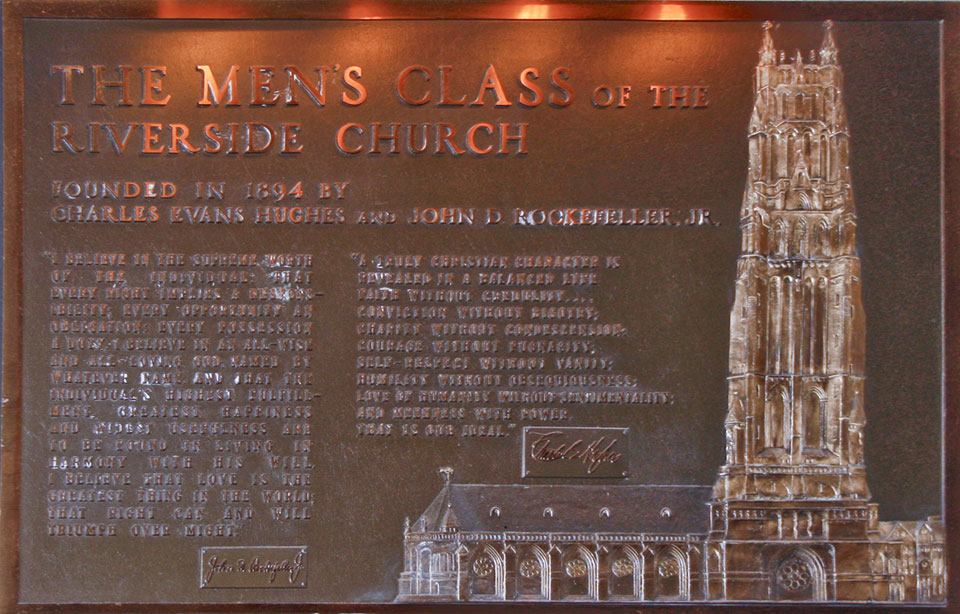 THE MEN'S CLASS OF THE
RIVERSIDE CHURCH
FOUNDED IN 1894 BY
CHARLES EVANS HUGHES AND JOHN D. ROCKEFELLER, JR.
"I BELIEVE IN THE SUPREME WORTH
OF THE INDIVIDUAL: THAT
EVERY RIGHT IMPLIES A RESPONS-
IBILITY; EVERY OPPORTUNITY AN
OBLIGATION; EVERY POSSESSION
A DUTY. I BELIEVE IN AN ALL-WISE
AND ALL-LOVING GOD NAMED BY
WHATEVER NAME AND THAT THE
INDIVIDUAL'S HIGHEST FULFILL-
MENT, GREATEST HAPPINESS
AND WIDEST USEFULNESS ARE
TO BE FOUND IN LIVING IN
HARMONY WITH HIS WILL.
I BELIEVE THAT LOVE IS THE
GREATEST THING IN THE WORLD
THAT RIGHT CAN AND WILL
TRIUMPH OVER MIGHT."
John D. Rockefeller Jr.
"A TRULY CHRISTIAN CHARACTER IS
REVEALED IN A BALANCED LIFE
FAITH WITHOUT CREDULITY....
CONVICTION WITHOUT BIGOTRY;
CHARITY WITHOUT CONDESCENSION;
COURAGE WITHOUT PUGNACITY;
SELF-RESPECT WITHOUT VANITY;
HUMILITY WITHOUT OBSEQUIOUSNESS;
LOVE OF HUMANITY WITHOUT SENTIMENTALITY;
AND MEEKNESS WITH POWER.
THAT IS OUR IDEAL."
Charles E. Hughes